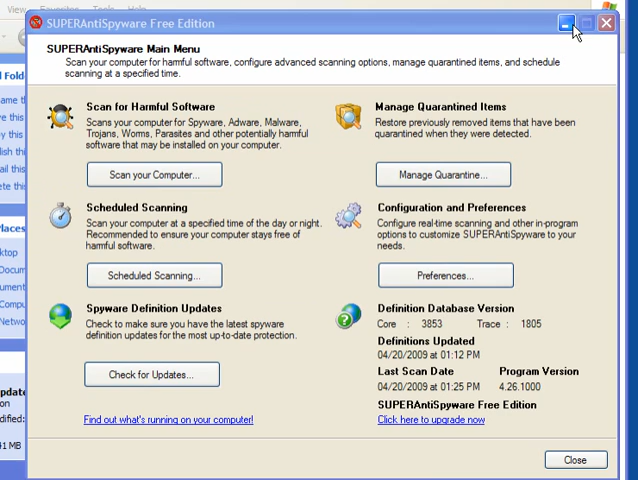 View Favorites Tools Help
SUPERAntiSpyware Free Edition
SUPERAntiSpyware Main Menu
Scan your computer for harmful software, configure advanced scanning options, manage quarantined items, and schedule
scanning at a specified time.
Scan for Harmful Software
Scans your computer for Spyware, Adware, Malware,
Trojans, Worms, Parasites and other potentially harmful
software that may be installed on your computer.
Scan your Computer...
Manage Quarantined Items
Restore previously removed items that have been
quarantined when they were detected.
Manage Quarantine...
Scheduled Scanning
Scan your computer at a specified time of the day or night.
Recommended to ensure your computer stays free of
harmful software.
Scheduled Scanning...
Configuration and Preferences
Configure real-time scanning and other in-program
options to customize SUPERAntiSpyware to your
needs.
Preferences...
Spyware Definition Updates
Check to make sure you have the latest spyware
definition updates for the most up-to-date protection.
Check for Updates...
Find out what's running on your computer!
Definition Database Version
Core : 3853 Trace : 1805
Definitions Updated
04/20/2009 at 01:12 PM
Last Scan Date Program Version
04/20/2009 at 01:25 PM 4.26.1000
SUPERAntiSpyware Free Edition
Click here to upgrade now
Close